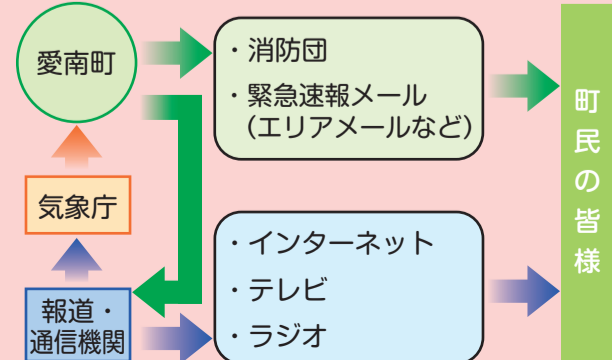 愛南町
・消防団
・緊急速報メール
(エリアメールなど)
気象庁
報道・
通信機関
・インターネット
・テレビ
・ラジオ
町民の皆様